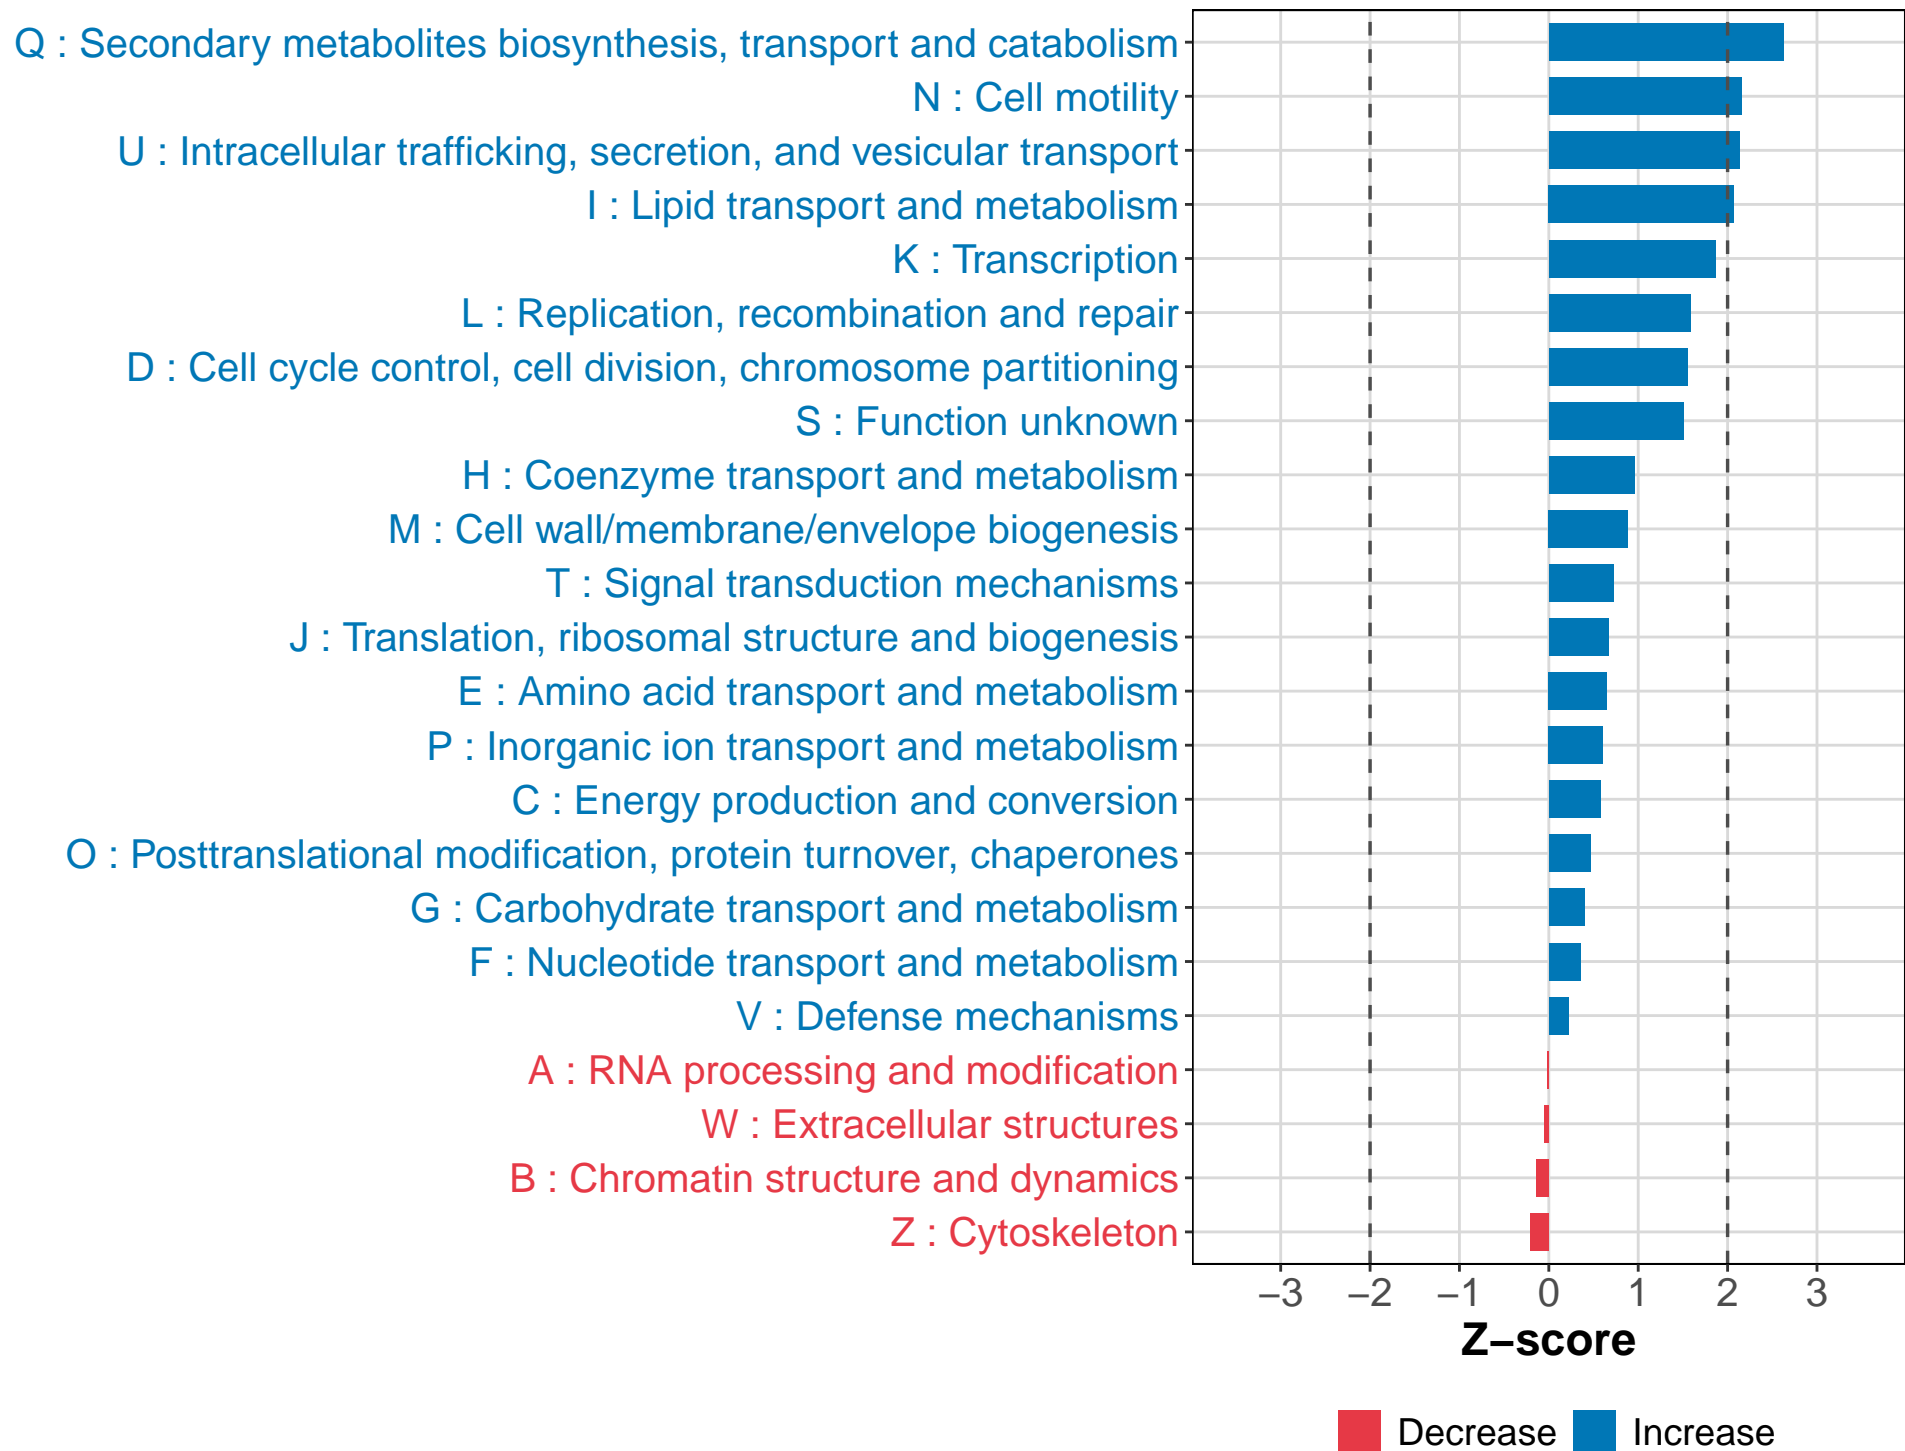 Q : Secondary metabolites biosynthesis, transport and catabolism
N : Cell motility
U : Intracellular trafficking, secretion, and vesicular transport
I : Lipid transport and metabolism
K : Transcription
L : Replication, recombination and repair
D : Cell cycle control, cell division, chromosome partitioning
S : Function unknown
H : Coenzyme transport and metabolism
M : Cell wall/membrane/envelope biogenesis
T : Signal transduction mechanisms
J : Translation, ribosomal structure and biogenesis
E : Amino acid transport and metabolism
P : Inorganic ion transport and metabolism
C : Energy production and conversion
O : Posttranslational modification, protein turnover, chaperones
G : Carbohydrate transport and metabolism
F : Nucleotide transport and metabolism
V : Defense mechanisms
A : RNA processing and modification
W : Extracellular structures
B : Chromatin structure and dynamics
Z : Cytoskeleton
−3 −2 −1 0 1 2 3
Z−score
Decrease Increase